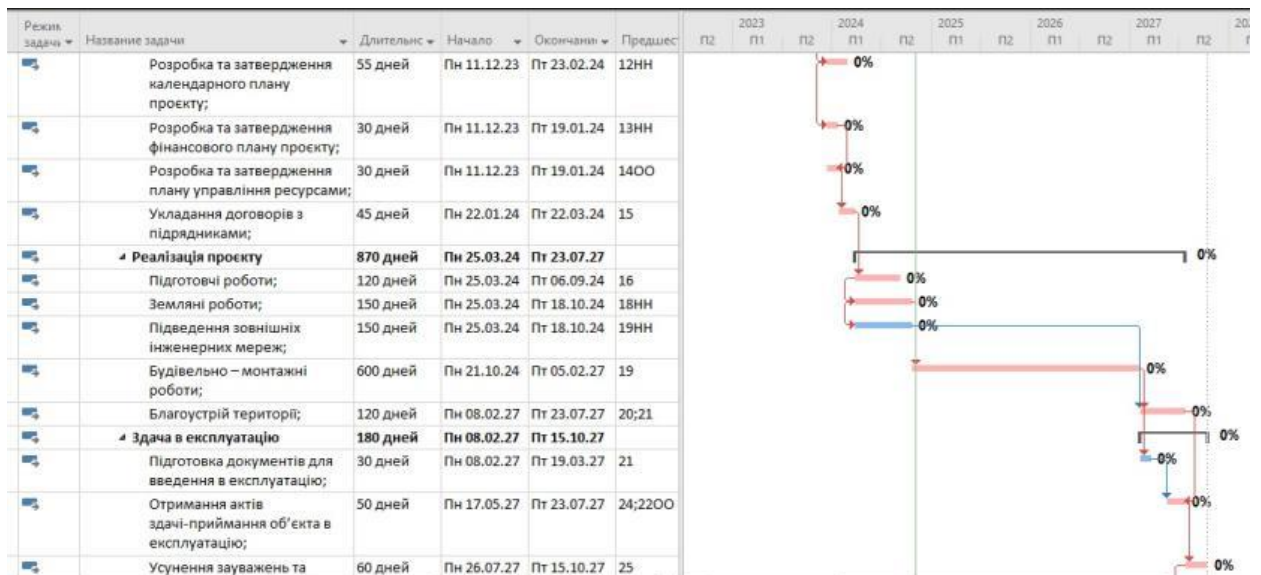 Режим 2023 2024 2025 2026 2027
задачи Название задачи Длительнс Начало Окончани Предшес П2 П1 П2 П1 П2 П1 П2 П1 П2 П1 П2
Розробка та затвердження 55 дней Пн 11.12.23 Пт 23.02.24 12НН 0%
календарного плану
проєкту;
Розробка та затвердження 30 дней Пн 11.12.23 Пт 19.01.24 13НН 0%
фінансового плану проєкту;
Розробка та затвердження 30 дней Пн 11.12.23 Пт 19.01.24 14ОО 0%
плану управління ресурсами;
Укладання договорів з 45 дней Пн 22.01.24 Пт 22.03.24 15 0%
підрядниками;
Реалізація проєкту 870 дней Пн 25.03.24 Пт 23.07.27 0%
Підготовчі роботи; 120 дней Пн 25.03.24 Пт 06.09.24 16 0%
Земляні роботи; 150 дней Пн 25.03.24 Пт 18.10.24 18НН 0%
Підведення зовнішніх 150 дней Пн 25.03.24 Пт 18.10.24 19НН 0%
інженерних мереж;
Будівельно – монтажні 600 дней Пн 21.10.24 Пт 05.02.27 19 0%
роботи;
Благоустрій території; 120 дней Пн 08.02.27 Пт 23.07.27 20;21 0%
Здача в експлуатацію 180 дней Пн 08.02.27 Пт 15.10.27 0%
Підготовка документів для 30 дней Пн 08.02.27 Пт 19.03.27 21 0%
введення в експлуатацію;
Отримання актів 50 дней Пн 17.05.27 Пт 23.07.27 24;22ОО 0%
здачі-приймання об’єкта в
експлуатацію;
Усунення зауважень та 60 дней Пн 26.07.27 Пт 15.10.27 25 0%